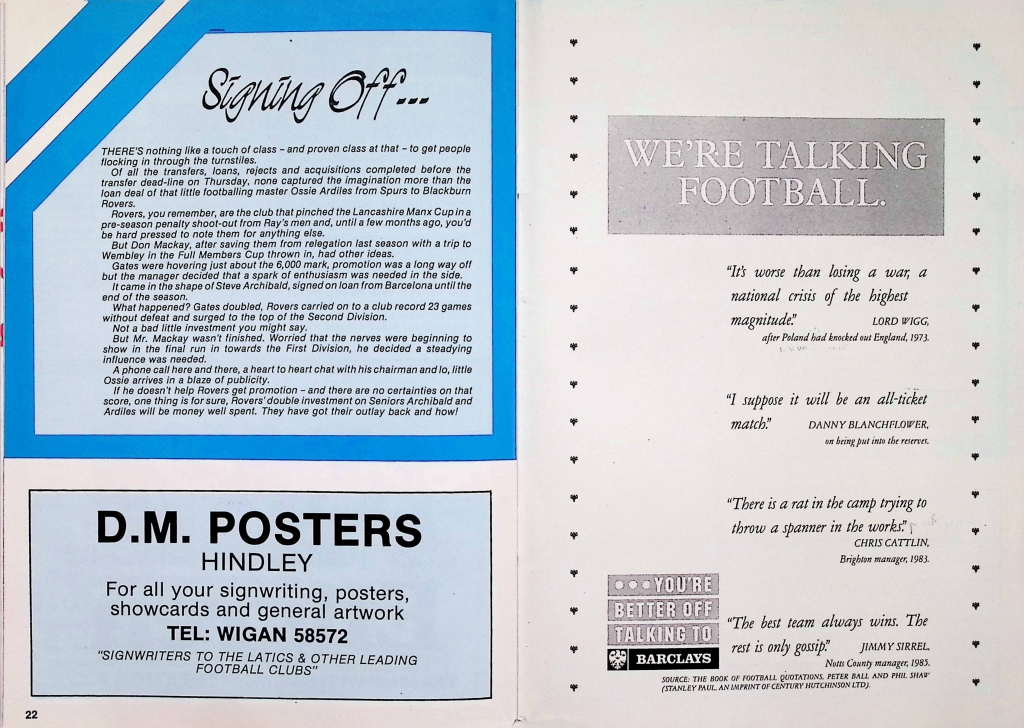 Signing Off...
THERE'S nothing like a touch of class – and proven class at that – to get people
flocking in through the turnstiles.
Of all the transfers, loans, rejects and acquisitions completed before the
transfer dead-line on Thursday, none captured the imagination more than the
loan deal of that little footballing master Ossie Ardiles from Spurs to Blackburn
Rovers.
Rovers, you remember, are the club that pinched the Lancashire Manx Cup in a
pre-season penalty shoot-out from Ray's men and, until a few months ago, you'd
be hard pressed to note them for anything else.
But Don Mackay, after saving them from relegation last season with a trip to
Wembley in the Full Members Cup thrown in, had other ideas.
Gates were hovering just about the 6,000 mark, promotion was a long way off
but the manager decided that a spark of enthusiasm was needed in the side.
It came in the shape of Steve Archibald, signed on loan from Barcelona until the
end of the season.
What happened? Gates doubled, Rovers carried on to a club record 23 games
without defeat and surged to the top of the Second Division.
Not a bad little investment you might say.
But Mr. Mackay wasn't finished. Worried that the nerves were beginning to
show in the final run in towards the First Division, he decided a steadying
influence was needed.
A phone call here and there, a heart to heart chat with his chairman and lo, little
Ossie arrives in a blaze of publicity.
If he doesn't help Rovers get promotion – and there are no certainties on that
score, one thing is for sure, Rovers' double investment on Seniors Archibald and
Ardiles will be money well spent. They have got their outlay back and how!
D.M. POSTERS
HINDLEY
For all your signwriting, posters,
showcards and general artwork
TEL: WIGAN 58572
"SIGNWRITERS TO THE LATICS & OTHER LEADING
FOOTBALL CLUBS"
22
WE'RE TALKING
FOOTBALL.
"It's worse than losing a war, a
national crisis of the highest
magnitude." LORD WIGG,
after Poland had knocked out England, 1973.
"I suppose it will be an all-ticket
match." DANNY BLANCHFLOWER,
on being put into the reserves.
"There is a rat in the camp trying to
throw a spanner in the works."
CHRIS CATTLIN,
Brighton manager, 1983.
"The best team always wins. The
rest is only gossip." JIMMY SIRREL,
Notts County manager, 1985.
•••YOU'RE
BETTER OFF
TALKING TO
BARCLAYS
SOURCE: THE BOOK OF FOOTBALL QUOTATIONS, PETER BALL AND PHIL SHAW
(STANLEY PAUL, AN IMPRINT OF CENTURY HUTCHINSON LTD).